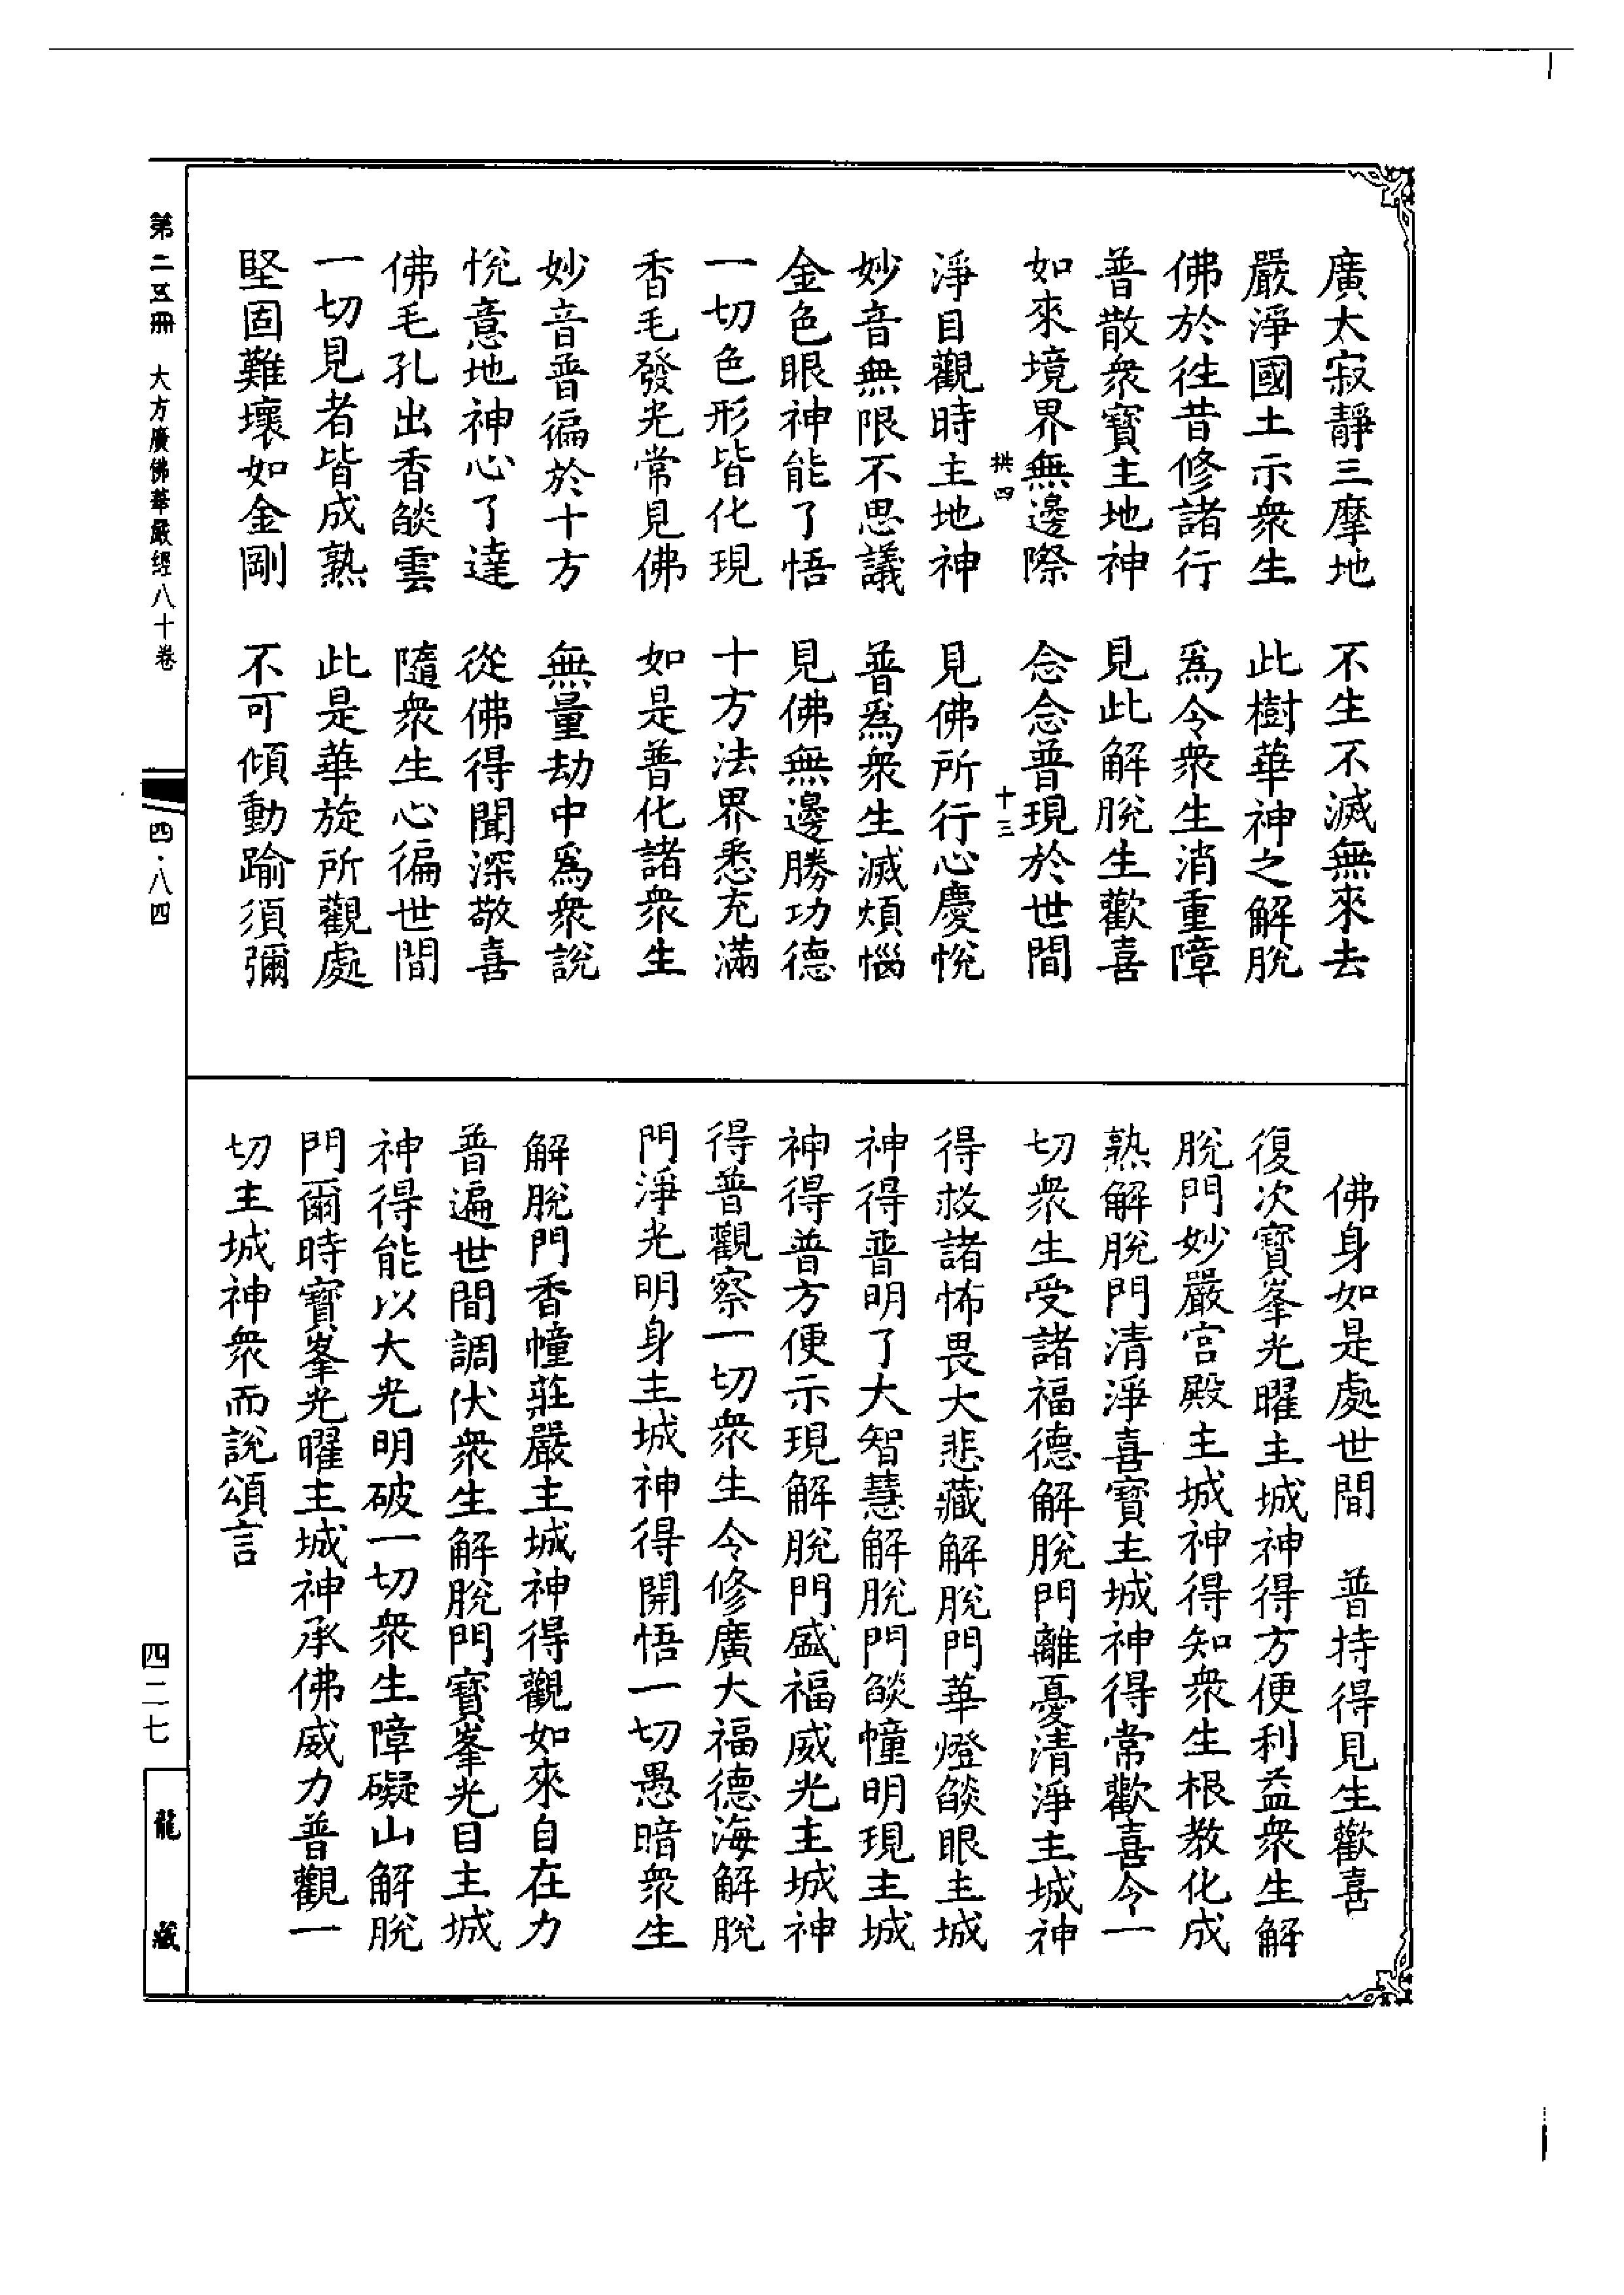 廣大寂靜三摩地　不生不滅無來去
嚴淨國土示衆生　此樹華神之解脫
佛於往昔修諸行　爲令衆生消重障
普散衆寶主地神　見此解脫生歡喜
如來境界無邊際　念念普現於世間
拱四　十三
淨目觀時主地神　見佛所行心慶悅
妙音無限不思議　普爲衆生滅煩惱
金色眼神能了悟　見佛無邊勝功德
一切色形皆化現　十方法界悉充滿
香毛發光常見佛　如是普化諸衆生
妙音普徧於十方　無量劫中爲衆說
悅意地神心了達　從佛得聞深敬喜
佛毛孔出香燄雲　隨衆生心徧世間
一切見者皆成熟　此是華旋所觀處
堅固難壞如金剛　不可傾動踰須彌
佛身如是處世間　普持得見生歡喜
復次寶峯光曜主城神得方便利益衆生解
脫門妙嚴宮殿主城神得知衆生根教化成
熟解脫門清淨喜寶主城神得常歡喜令一
切衆生受諸福德解脫門離憂清淨主城神
得救諸怖畏大悲藏解脫門華燈燄眼主城
神得普明了大智慧解脫門燄幢明現主城
神得普方便示現解脫門盛福威光主城神
得普觀察一切衆生令修廣大福德海解脫
門淨光明身主城神得開悟一切愚暗衆生
解脫門香幢莊嚴主城神得觀如來自在力
普遍世間調伏衆生解脫門寶峯光目主城
神得能以大光明破一切衆生障礙山解脫
門爾時寶峯光曜主城神承佛威力普觀一
切主城神衆而說頌言
第二五冊　大方廣佛華嚴經八十卷　四·八四　四二七　龍藏